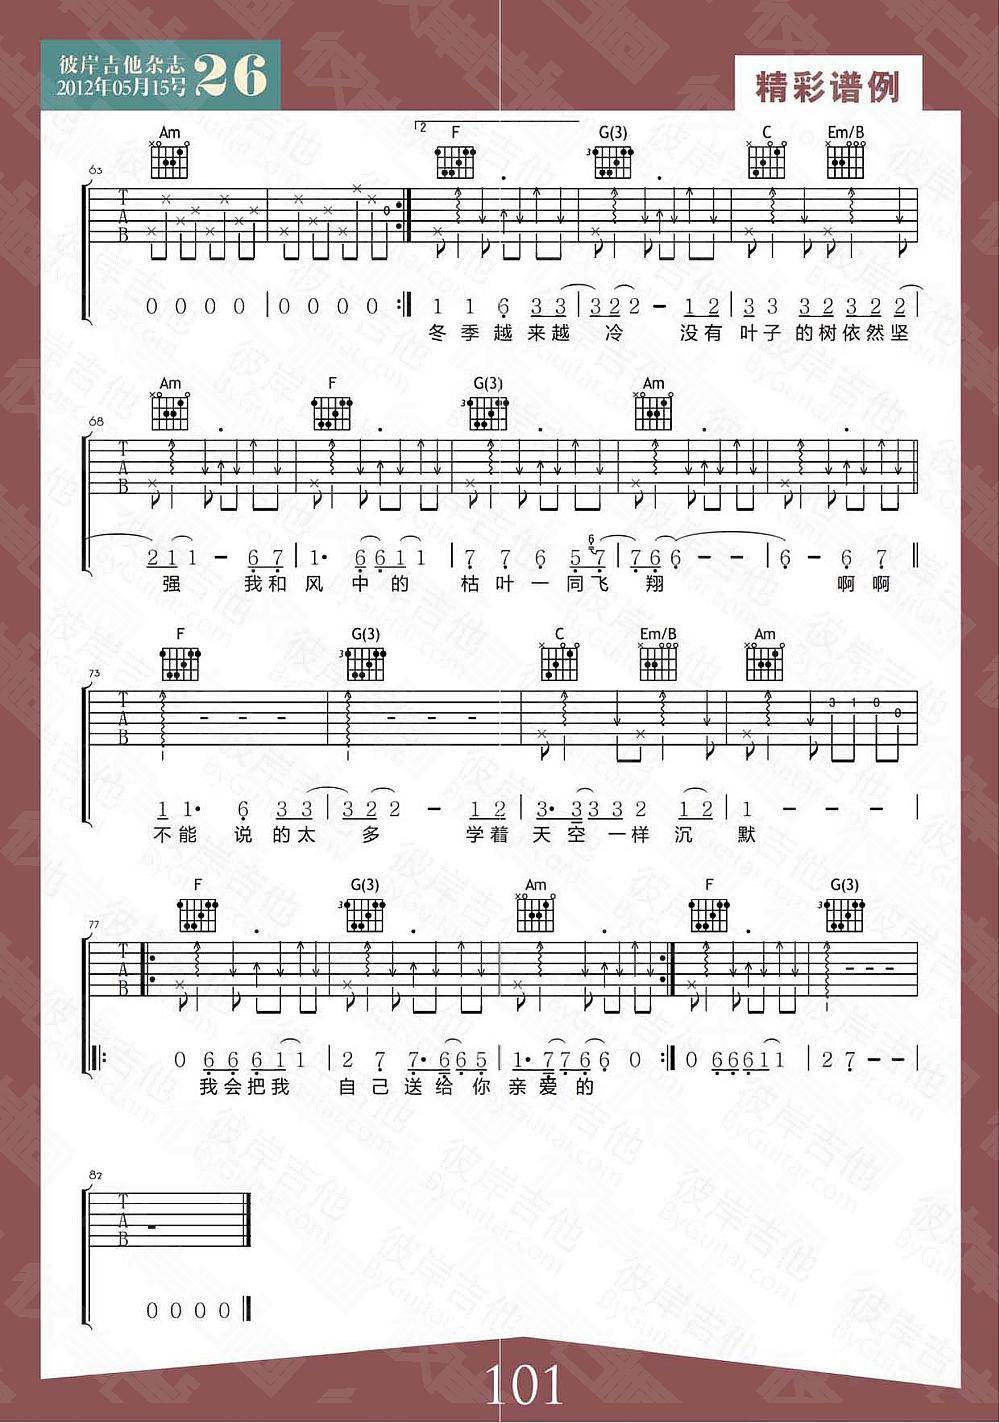 彼岸吉他杂志
2012年05月15号 26
精彩谱例
Am 2 F G(3) C Em/B
63
T
A
B
0 0 0 0 0 0 0 0 1 1 6 3 3 3 2 2 - 1 2 3 3 3 2 3 2 2
冬 季 越 来越 冷 没有 叶子 的树依然坚
Am F G(3) Am
68
T
A
B
2 1 1 - 6 7 1· 6 6 1 1 7 7 6 5 6 7 7 6 6 - - 6 - 6 7
强 我和 风 中 的 枯 叶 一 同飞 翔 啊 啊
F G(3) C Em/B Am
73
T
A
B
3 1 0 0
1 1· 6 3 3 3 2 2 - 1 2 3· 3 3 3 2 1 2 1 - - -
不能 说 的太 多 学着 天 空 一样 沉 默
F G(3) Am F G(3)
77
T
A
B
0 6 6 6 1 1 2 7 7· 6 6 5 1· 7 7 6 6 0 0 6 6 6 1 1 2 7 - -
我会把我 自 己 送 给 你 亲 爱 的
82
T
A
B
0 0 0 0
101